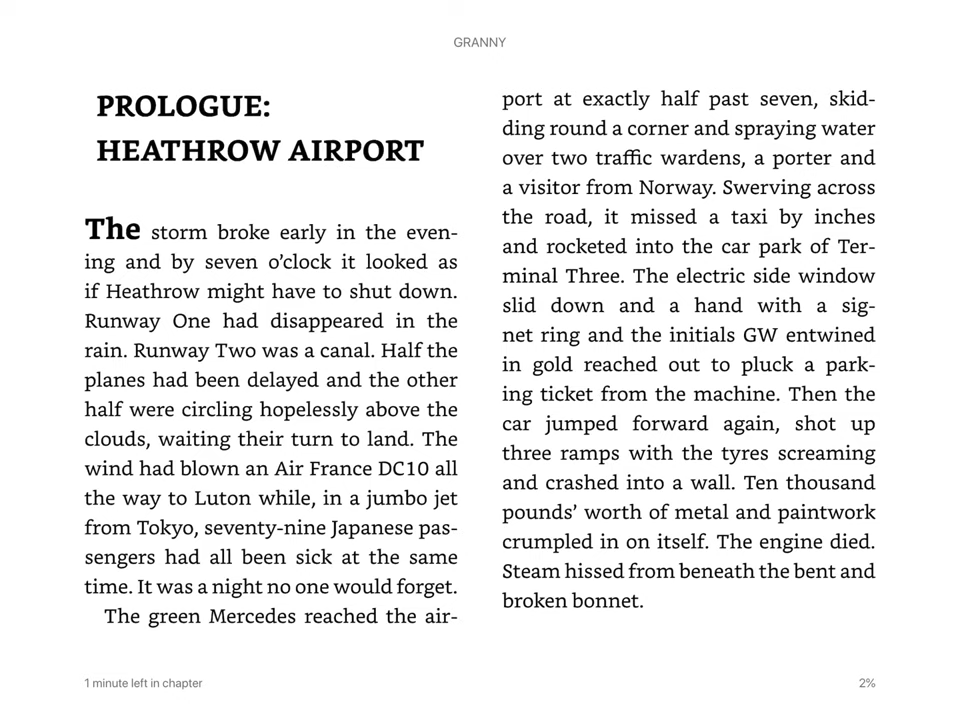 GRANNY
PROLOGUE:
HEATHROW AIRPORT
The storm broke early in the even-
ing and by seven o’clock it looked as
if Heathrow might have to shut down.
Runway One had disappeared in the
rain. Runway Two was a canal. Half the
planes had been delayed and the other
half were circling hopelessly above the
clouds, waiting their turn to land. The
wind had blown an Air France DC10 all
the way to Luton while, in a jumbo jet
from Tokyo, seventy-nine Japanese pas-
sengers had all been sick at the same
time. It was a night no one would forget.
The green Mercedes reached the air-
port at exactly half past seven, skid-
ding round a corner and spraying water
over two traffic wardens, a porter and
a visitor from Norway. Swerving across
the road, it missed a taxi by inches
and rocketed into the car park of Ter-
minal Three. The electric side window
slid down and a hand with a sig-
net ring and the initials GW entwined
in gold reached out to pluck a park-
ing ticket from the machine. Then the
car jumped forward again, shot up
three ramps with the tyres screaming
and crashed into a wall. Ten thousand
pounds’ worth of metal and paintwork
crumpled in on itself. The engine died.
Steam hissed from beneath the bent and
broken bonnet.
1 minute left in chapter
2%